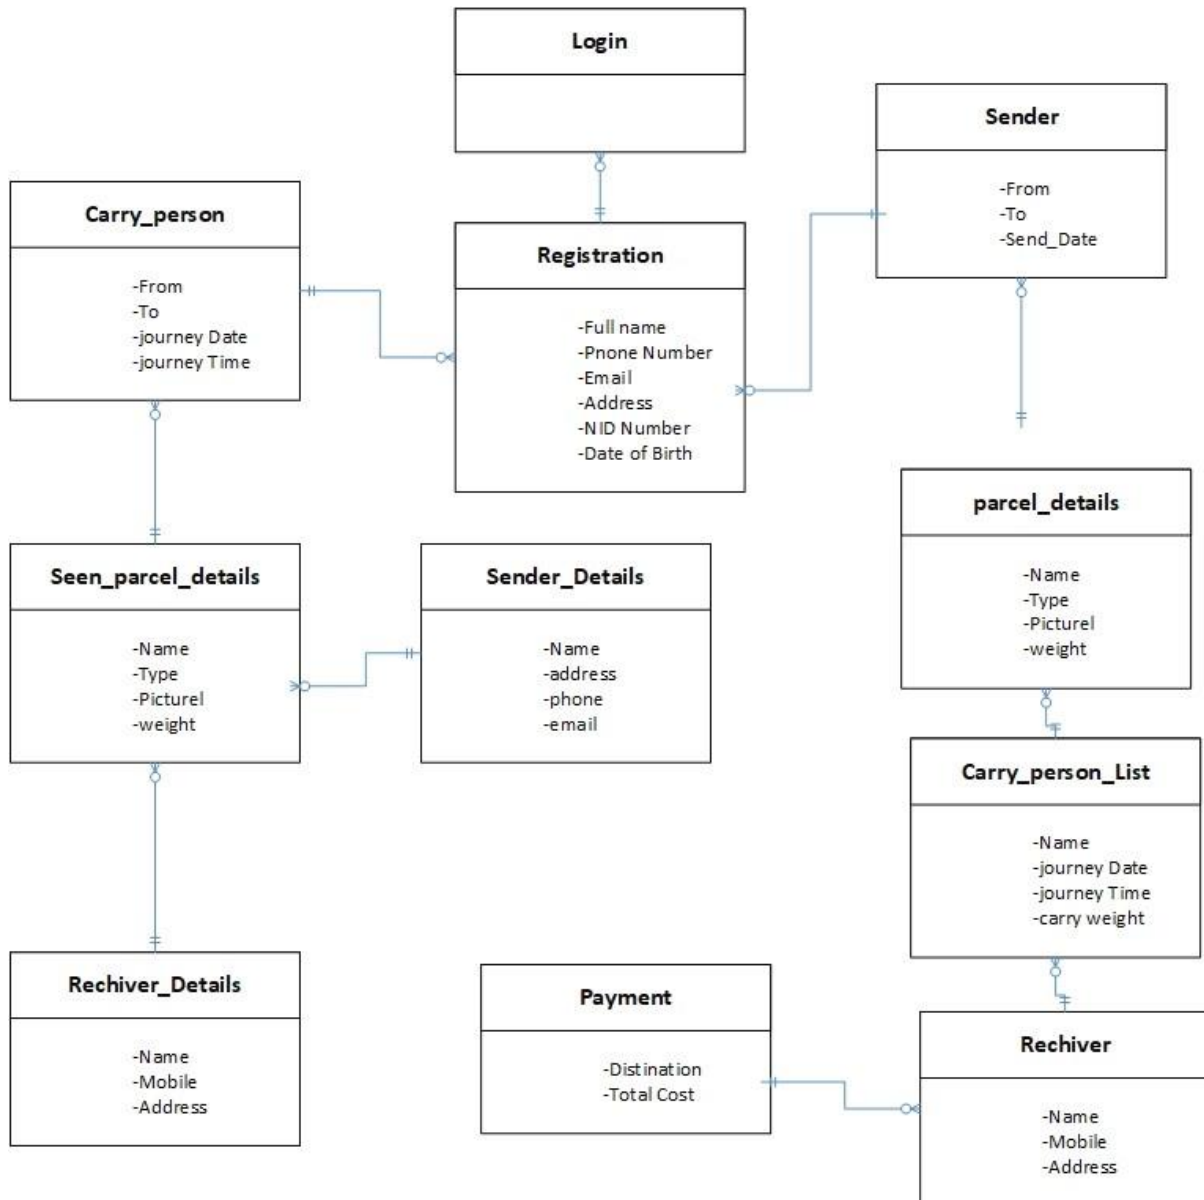 Login
Sender
-From
-To
-Send_Date
Carry_person
-From
-To
-journey Date
-journey Time
Registration
-Full name
-Pnone Number
-Email
-Address
-NID Number
-Date of Birth
parcel_details
-Name
-Type
-Picturel
-weight
Seen_parcel_details
-Name
-Type
-Picturel
-weight
Sender_Details
-Name
-address
-phone
-email
Carry_person_List
-Name
-journey Date
-journey Time
-carry weight
Rechiver_Details
-Name
-Mobile
-Address
Payment
-Distination
-Total Cost
Rechiver
-Name
-Mobile
-Address